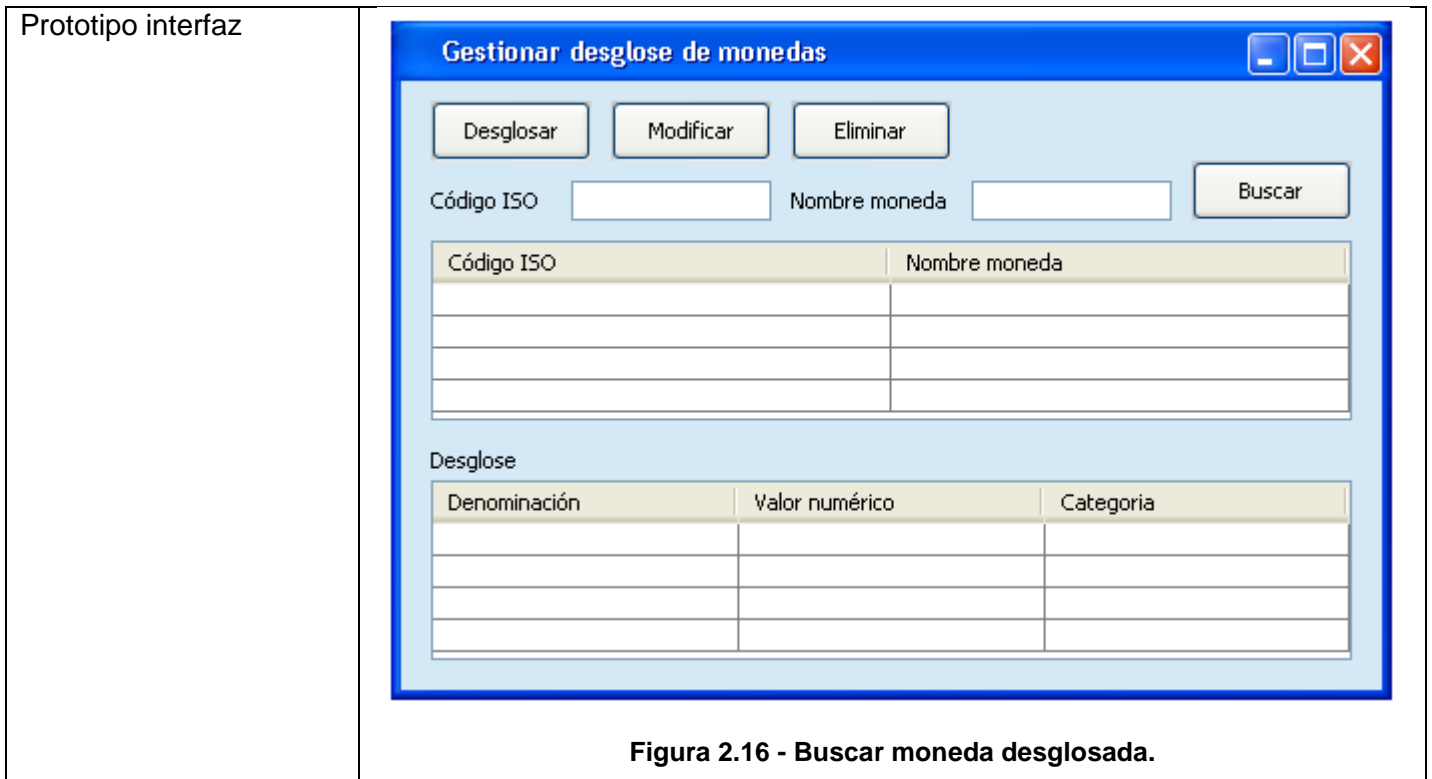 Prototipo interfaz
Gestionar desglose de monedas
Desglosar Modificar Eliminar
Código ISO Nombre moneda Buscar
Código ISO Nombre moneda
Desglose
Denominación Valor numérico Categoria
Figura 2.16 - Buscar moneda desglosada.